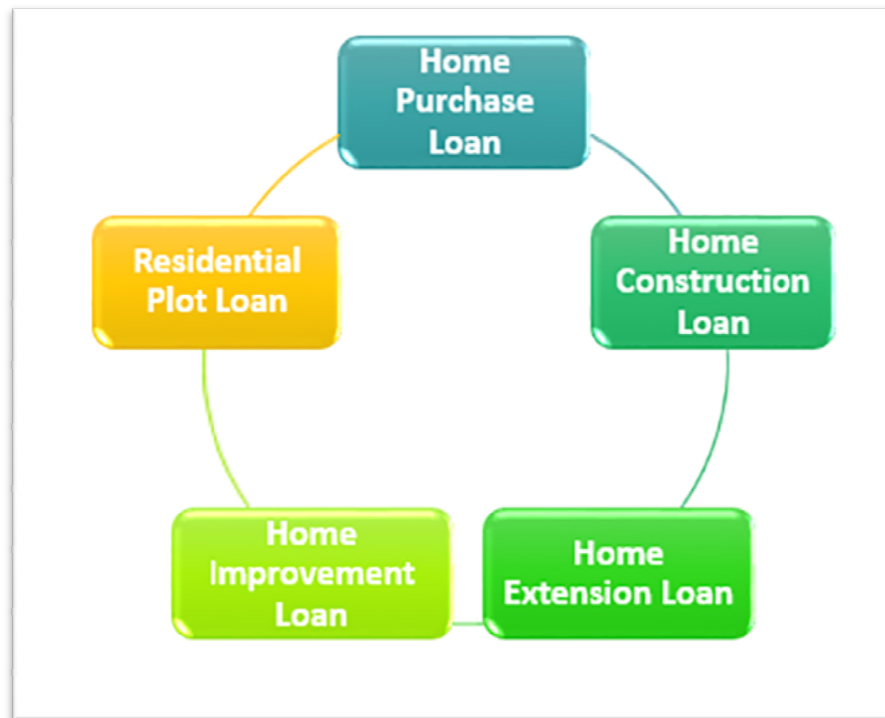 Home
Purchase
Loan
Home
Construction
Loan
Home
Extension Loan
Home
Improvement
Loan
Residential
Plot Loan